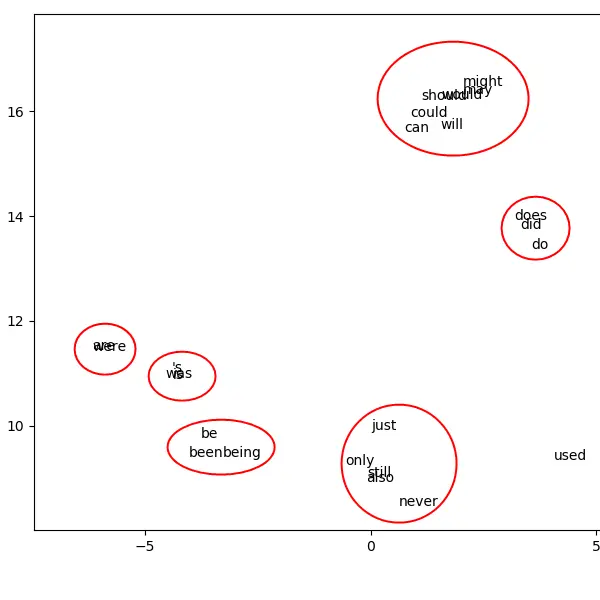 might
may
should
would
16
could
can
will
14
does
did
do
12
are
were
's
is
was
10
be
been
being
just
only
still
also
never
used
−5
0
5